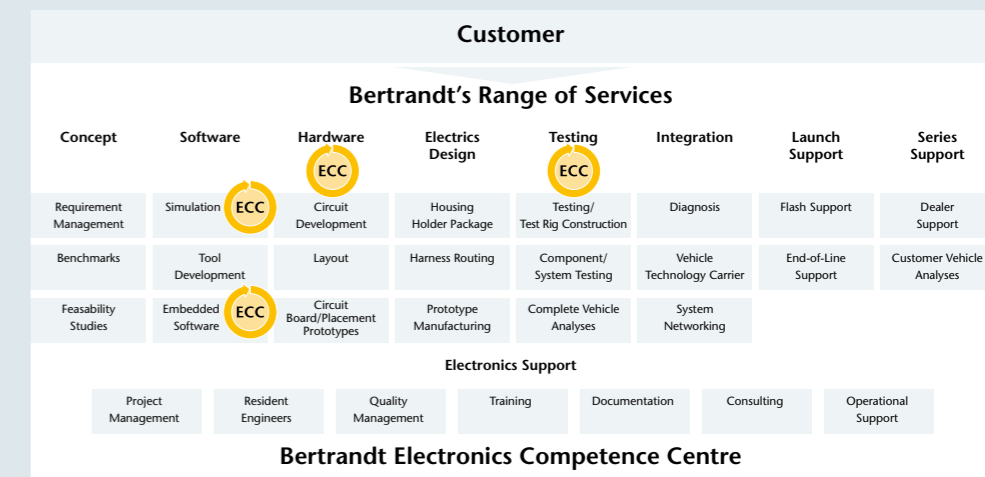 Customer
Bertrandt's Range of Services
Concept
Software
Hardware
Electrics
Design
Testing
Integration
Launch
Support
Series
Support
ECC
ECC
Requirement
Management
Simulation
ECC
Circuit
Development
Housing
Holder Package
Testing/
Test Rig Construction
Diagnosis
Flash Support
Dealer
Support
Benchmarks
Tool
Development
Layout
Harness Routing
Component/
System Testing
Vehicle
Technology Carrier
End-of-Line
Support
Customer Vehicle
Analyses
Feasability
Studies
Embedded
Software
ECC
Circuit
Board/Placement
Prototypes
Prototype
Manufacturing
Complete Vehicle
Analyses
System
Networking
Electronics Support
Project
Management
Resident
Engineers
Quality
Management
Training
Documentation
Consulting
Operational
Support
Bertrandt Electronics Competence Centre